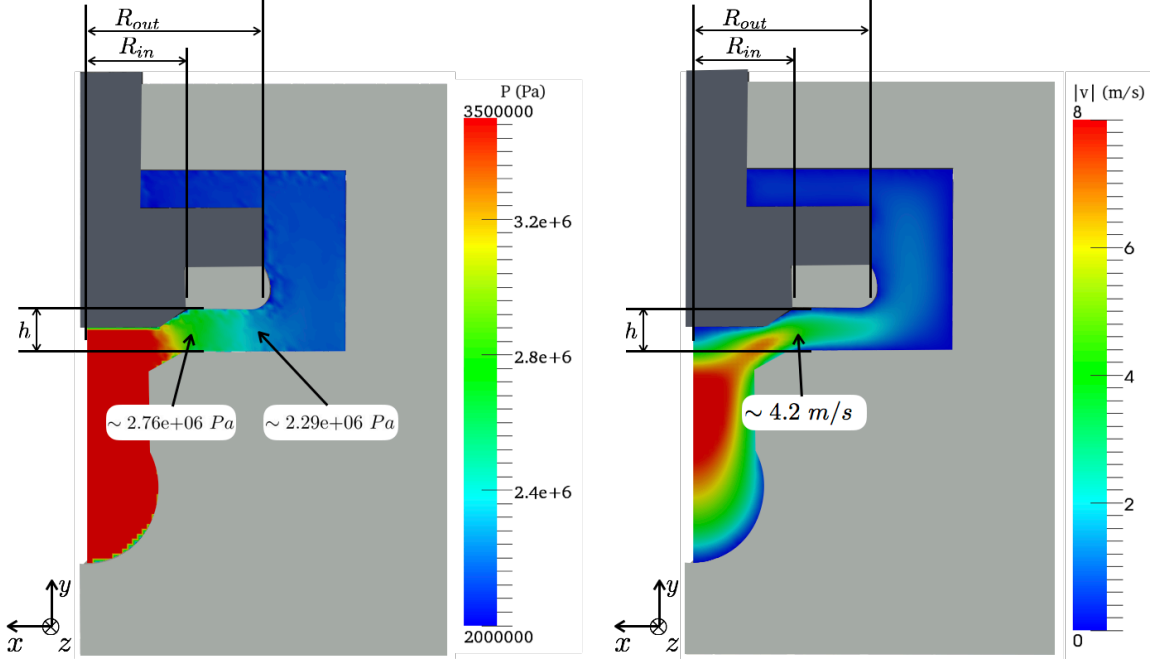 R_out
R_in
h
~ 2.76e+06 Pa
~ 2.29e+06 Pa
y
x
z
P (Pa)
3500000
3.2e+6
2.8e+6
2.4e+6
2000000
R_out
R_in
h
~ 4.2 m/s
y
x
z
|v| (m/s)
8
6
4
2
0